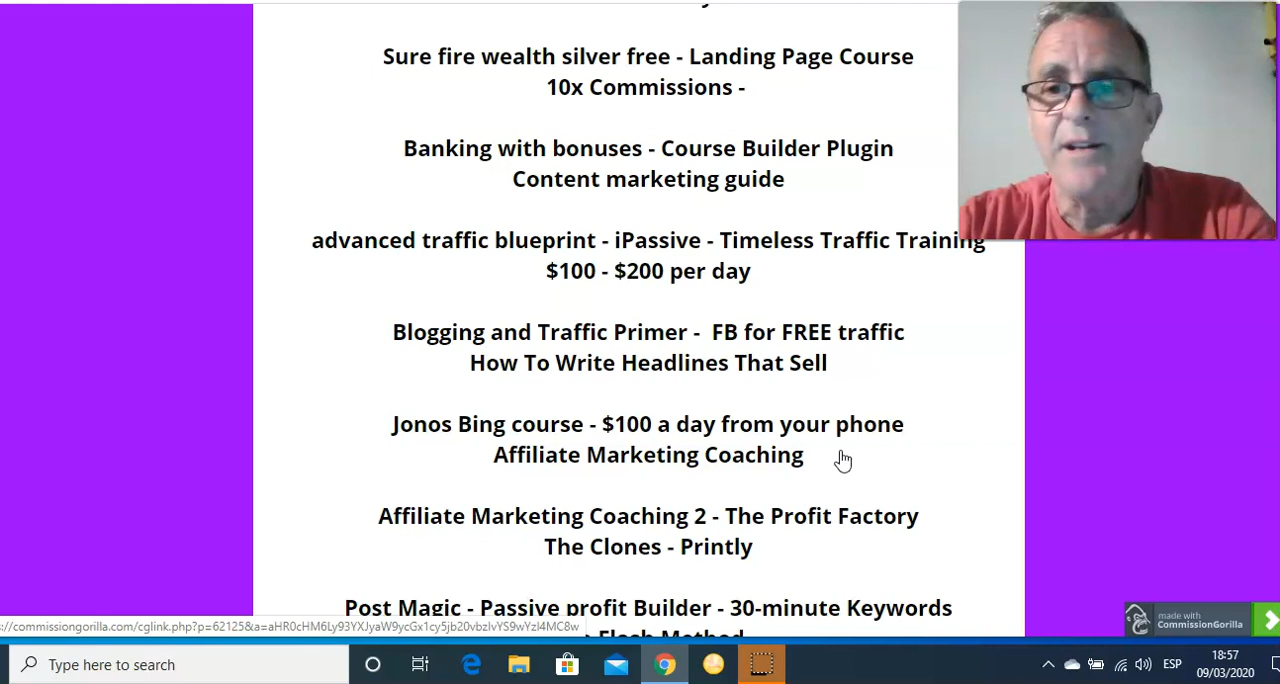 Sure fire wealth silver free - Landing Page Course
10x Commissions -
Banking with bonuses - Course Builder Plugin
Content marketing guide
advanced traffic blueprint - iPassive - Timeless Traffic Training
$100 - $200 per day
Blogging and Traffic Primer - FB for FREE traffic
How To Write Headlines That Sell
Jonos Bing course - $100 a day from your phone
Affiliate Marketing Coaching
Affiliate Marketing Coaching 2 - The Profit Factory
The Clones - Printly
Post Magic - Passive profit Builder - 30-minute Keywords
Flash Method
made with
CommissionGorilla
Type here to search
ESP
18:57
09/03/2020